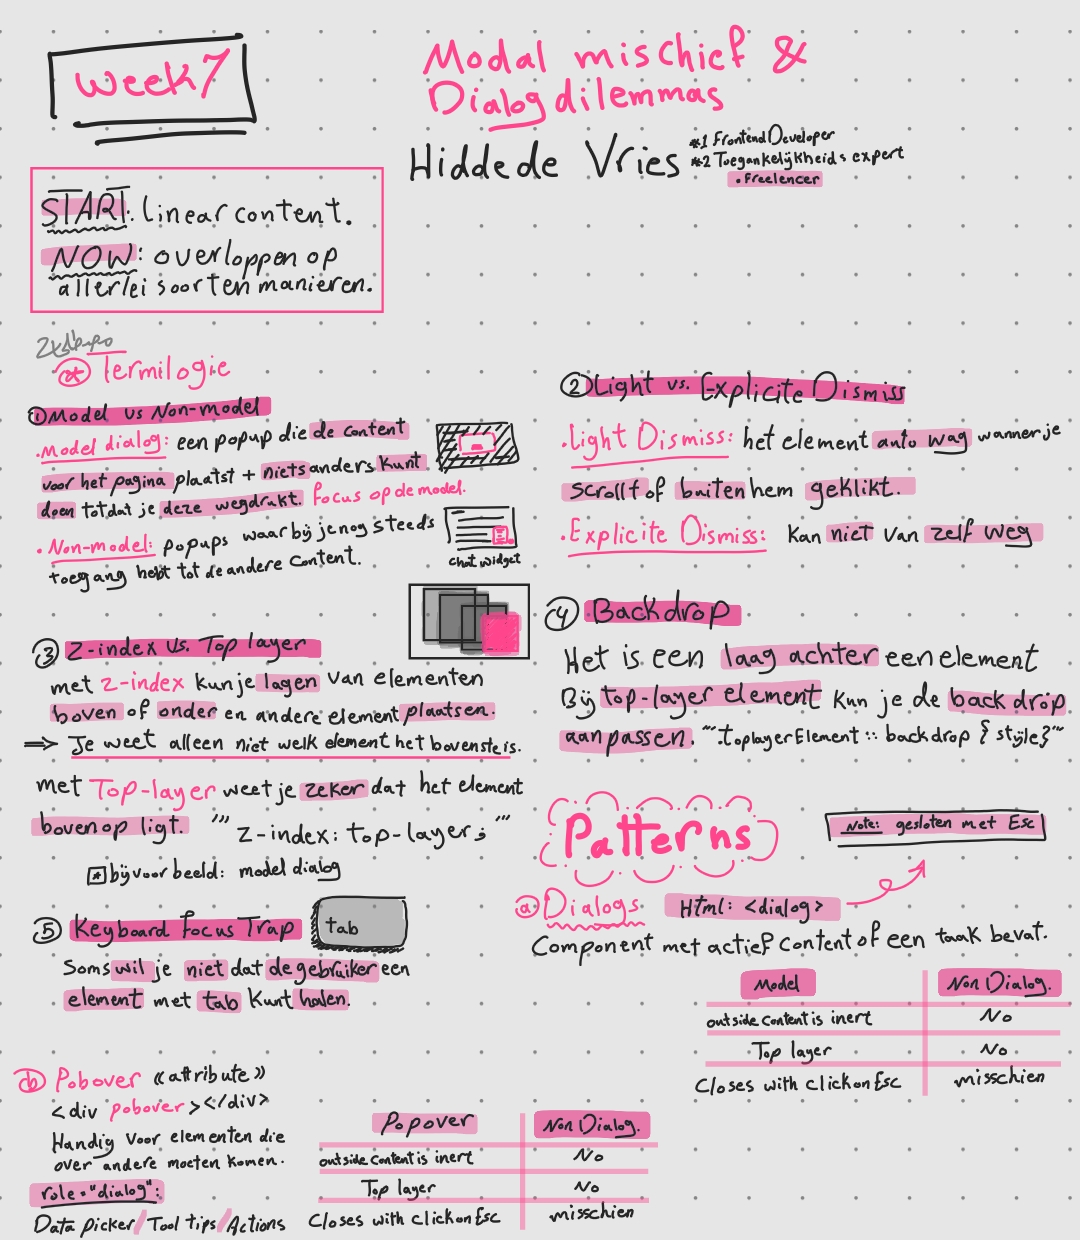 Week 7
Modal mischief &
Dialog dilemmas
Hidde de Vries
*1 Frontend Developer
*2 Toegankelijkheids expert
• Freelencer
START: linear content.
NOW: overloppen op
allerlei soorten manieren.
* Termilogie
① Model vs Non-model
• Model dialog: een popup die de content
voor het pagina plaatst + niets anders kunt
doen totdat je deze wegdrukt. Focus op de model.
• Non-model: popups waarbij je nog steeds
toegang hebt tot de andere content.
chat widget
② Light vs. Explicite Dismiss
• Light Dismiss: het element auto wag wanner je
scrollt of buiten hem geklikt.
• Explicite Dismiss: kan niet van zelf weg
③ Z-index vs. Top layer
met z-index kun je lagen van elementen
boven of onder en andere element plaatsen.
⇒ Je weet alleen niet welk element het bovenste is.
met Top-layer weet je zeker dat het element
bovenop ligt. ''' z-index: top-layer; '''
* bijvoorbeeld: model dialog
④ Backdrop
Het is een laag achter een element
Bij top-layer element kun je de backdrop
aanpassen. '''.toplayerElement :: backdrop { stijle }'''
⑤ Keyboard Focus Trap
tab
Soms wil je niet dat de gebruiker een
element met tab kunt halen.
Patterns
Note: gesloten met Esc
ⓐ Dialogs Html: <dialog>
Component met actief content of een taak bevat.
Model Non Dialog.
outside content is inert No
Top layer No
Closes with click on Esc misschien
ⓑ Pobover «attribute»
<div pobover></div>
Handig voor elementen die
over andere moeten komen.
role="dialog":
Data picker / Tool tips / Actions
Popover Non Dialog.
outside content is inert No
Top layer No
Closes with click on Esc misschien